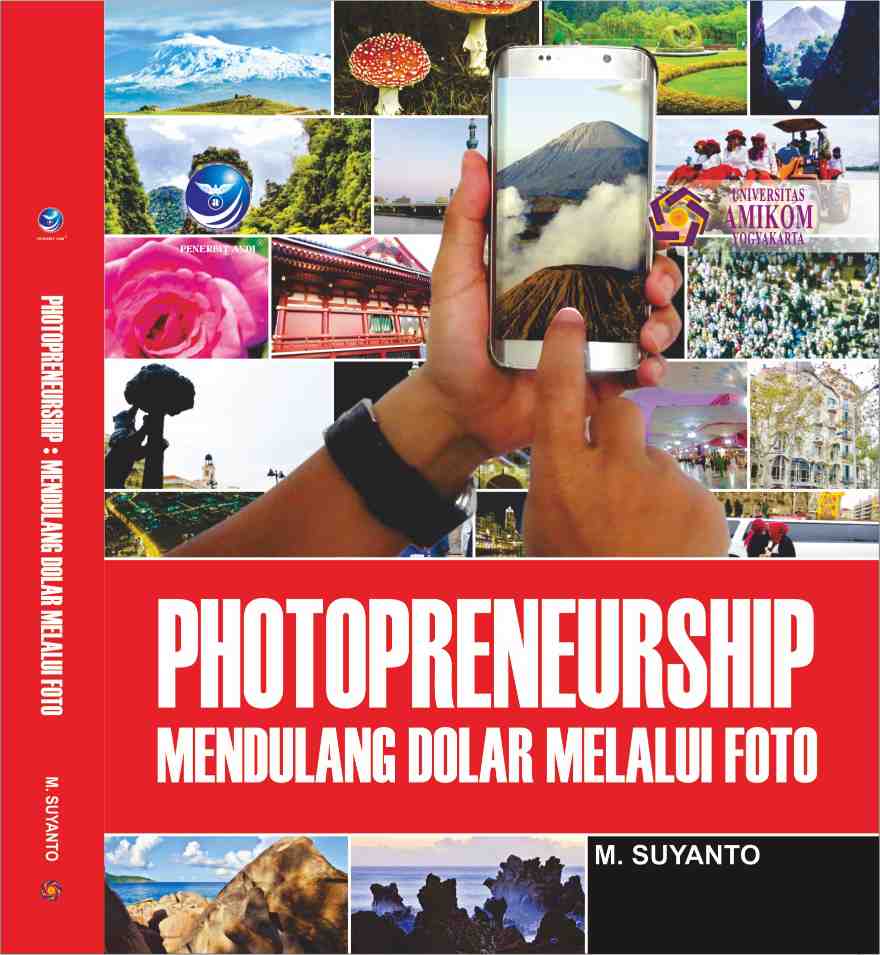 PENERBIT ANDI
UNIVERSITAS
AMIKOM
YOGYAKARTA
PHOTOPRENEURSHIP
MENDULANG DOLAR MELALUI FOTO
M. SUYANTO
PHOTOPRENEURSHIP : MENDULANG DOLAR MELALUI FOTO
M. SUYANTO